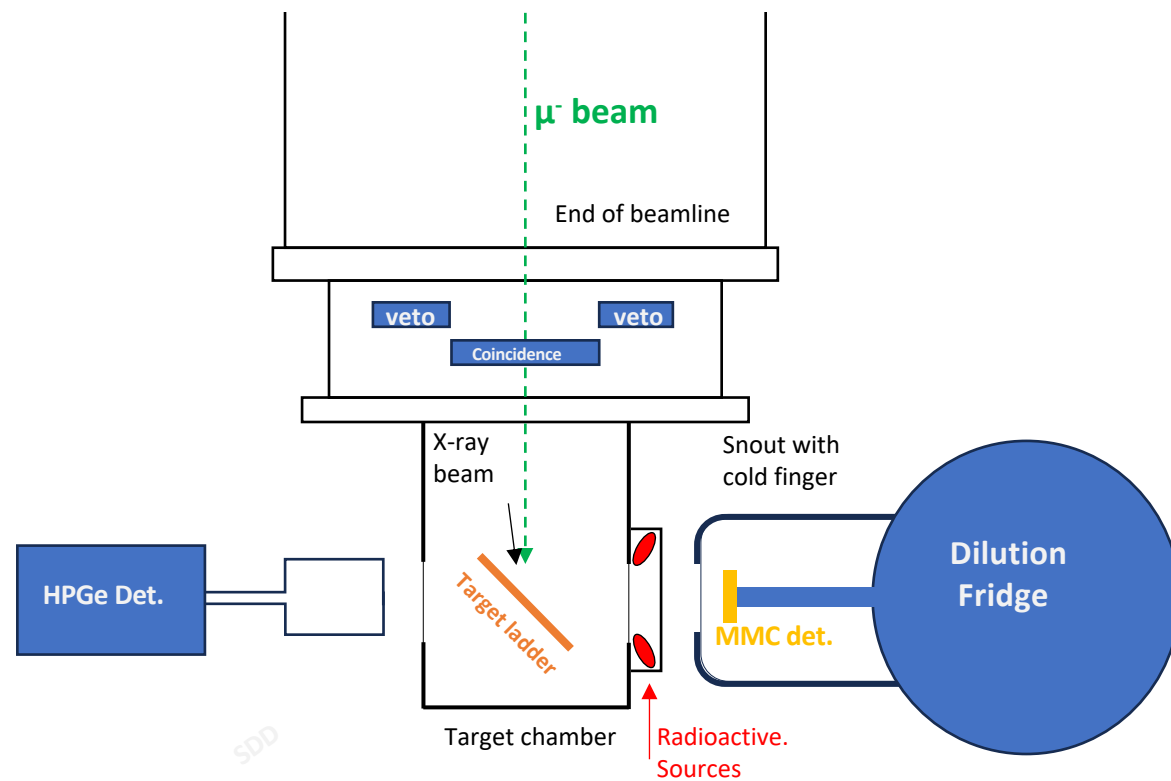 μ⁻ beam
End of beamline
veto
veto
Coincidence
X-ray
beam
Snout with
cold finger
HPGe Det.
Target ladder
Dilution
Fridge
MMC det.
Target chamber
Radioactive.
Sources
SDD